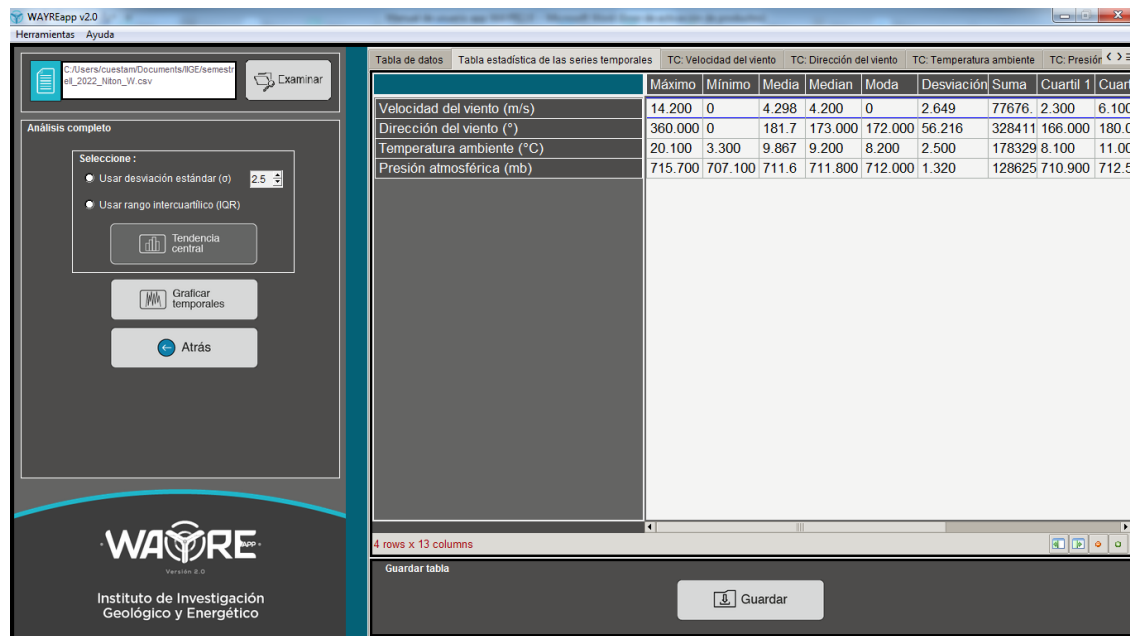 WAYREapp v2.0
Herramientas Ayuda
C:/Users/cuestam/Documents/IIGE/semestr
ell_2022_Niton_W.csv
Examinar
Análisis completo
Seleccione :
Usar desviación estándar (σ) 2.5
Usar rango intercuartílico (IQR)
Tendencia
central
Graficar
temporales
Atrás
WAYRE APP
Versión 2.0
Instituto de Investigación
Geológico y Energético
Tabla de datos Tabla estadística de las series temporales TC: Velocidad del viento TC: Dirección del viento TC: Temperatura ambiente TC: Presión
Máximo Mínimo Media Median Moda Desviación Suma Cuartil 1 Cuart
Velocidad del viento (m/s) 14.200 0 4.298 4.200 0 2.649 77676. 2.300 6.100
Dirección del viento (°) 360.000 0 181.7 173.000 172.000 56.216 328411 166.000 180.0
Temperatura ambiente (°C) 20.100 3.300 9.867 9.200 8.200 2.500 178329 8.100 11.00
Presión atmosférica (mb) 715.700 707.100 711.6 711.800 712.000 1.320 128625 710.900 712.5
4 rows x 13 columns
Guardar tabla
Guardar